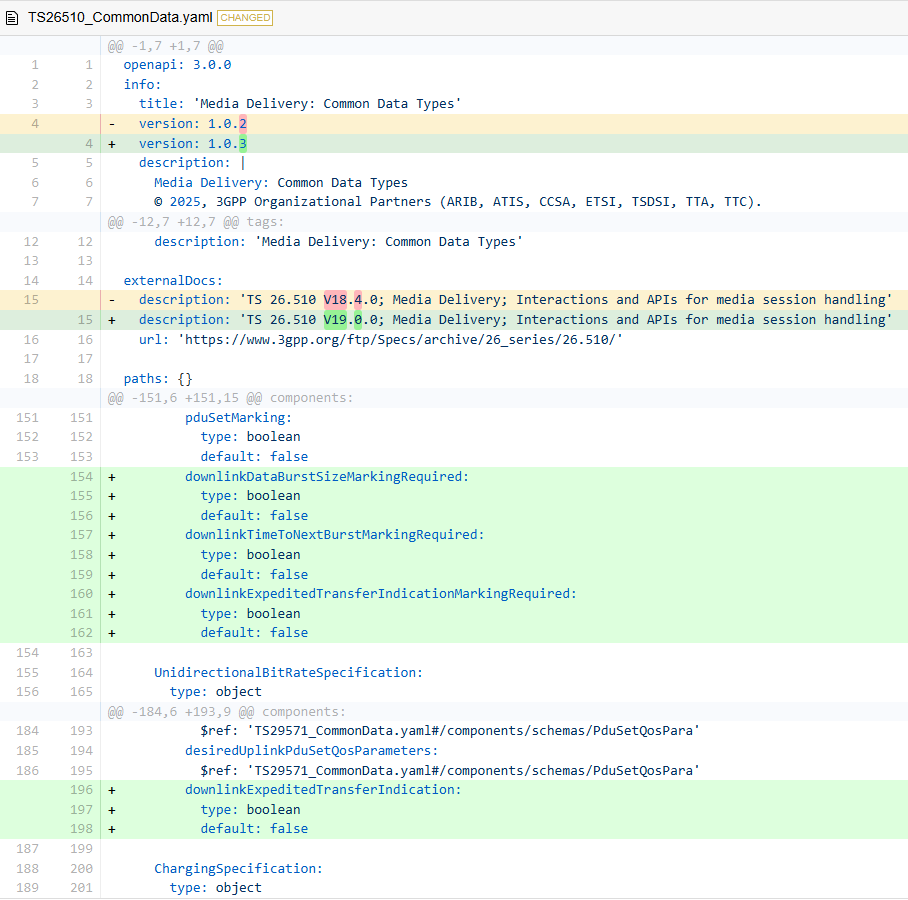 TS26510_CommonData.yaml CHANGED
@@ -1,7 +1,7 @@
1 1 openapi: 3.0.0
2 2 info:
3 3 title: 'Media Delivery: Common Data Types'
4 - version: 1.0.2
4 + version: 1.0.3
5 5 description: |
6 6 Media Delivery: Common Data Types
7 7 © 2025, 3GPP Organizational Partners (ARIB, ATIS, CCSA, ETSI, TSDSI, TTA, TTC).
@@ -12,7 +12,7 @@ tags:
12 12 description: 'Media Delivery: Common Data Types'
13 13
14 14 externalDocs:
15 - description: 'TS 26.510 V18.4.0; Media Delivery; Interactions and APIs for media session handling'
15 + description: 'TS 26.510 V19.0.0; Media Delivery; Interactions and APIs for media session handling'
16 16 url: 'https://www.3gpp.org/ftp/Specs/archive/26_series/26.510/'
17 17
18 18 paths: {}
@@ -151,6 +151,15 @@ components:
151 151 pduSetMarking:
152 152 type: boolean
153 153 default: false
154 + downlinkDataBurstSizeMarkingRequired:
155 + type: boolean
156 + default: false
157 + downlinkTimeToNextBurstMarkingRequired:
158 + type: boolean
159 + default: false
160 + downlinkExpeditedTransferIndicationMarkingRequired:
161 + type: boolean
162 + default: false
154 163
155 164 UnidirectionalBitRateSpecification:
156 165 type: object
@@ -184,6 +193,9 @@ components:
184 193 $ref: 'TS29571_CommonData.yaml#/components/schemas/PduSetQosPara'
185 194 desiredUplinkPduSetQosParameters:
186 195 $ref: 'TS29571_CommonData.yaml#/components/schemas/PduSetQosPara'
196 + downlinkExpeditedTransferIndication:
197 + type: boolean
198 + default: false
187 199
188 200 ChargingSpecification:
189 201 type: object